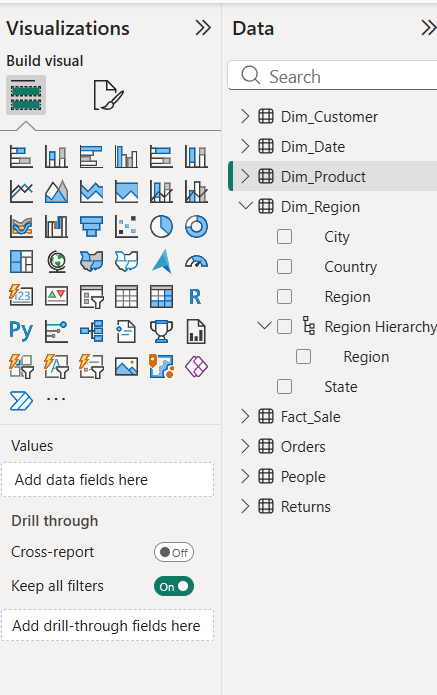 Visualizations
Build visual
123
R
Py
A
Values
Add data fields here
Drill through
Cross-report
Off
Keep all filters
On
Add drill-through fields here
Data
Search
Dim_Customer
Dim_Date
Dim_Product
Dim_Region
City
Country
Region
Region Hierarchy
Region
State
Fact_Sale
Orders
People
Returns